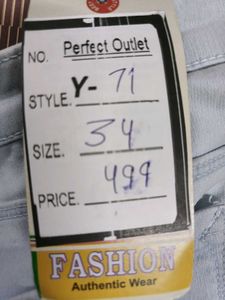 NO. Perfect Outlet
STYLE. Y- 71
SIZE. 34
PRICE. 499
FASHION
Authentic Wear